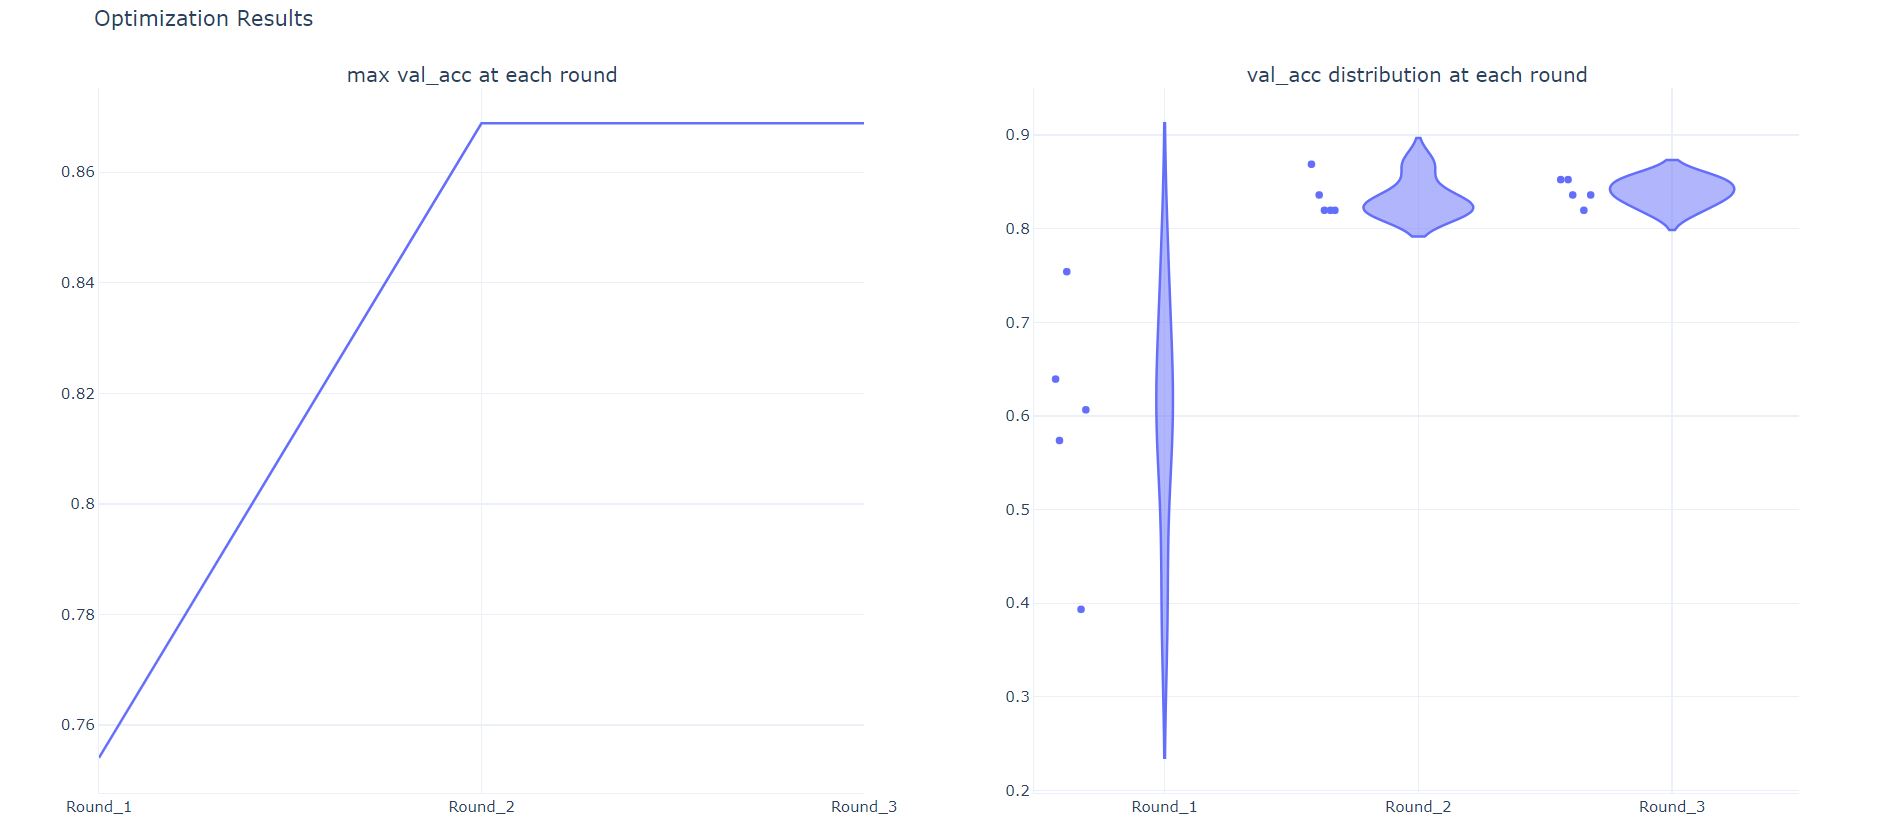 Optimization Results
max val_acc at each round
0.86
0.84
0.82
0.8
0.78
0.76
Round_1 Round_2 Round_3
val_acc distribution at each round
0.9
0.8
0.7
0.6
0.5
0.4
0.3
0.2
Round_1 Round_2 Round_3